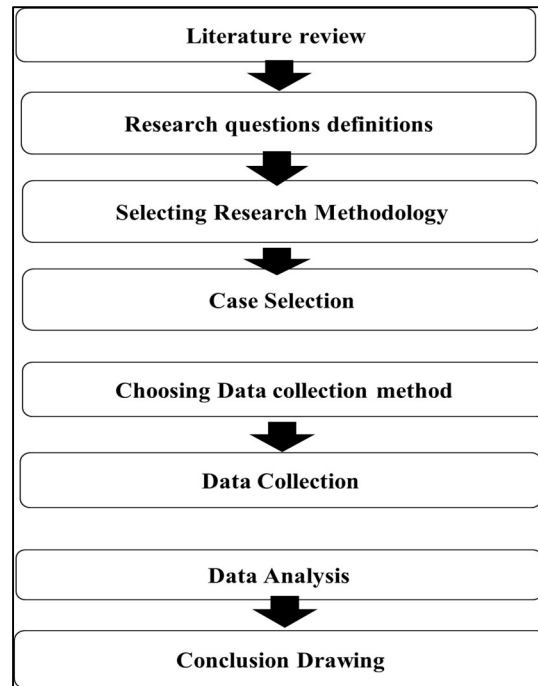 Literature review
Research questions definitions
Selecting Research Methodology
Case Selection
Choosing Data collection method
Data Collection
Data Analysis
Conclusion Drawing